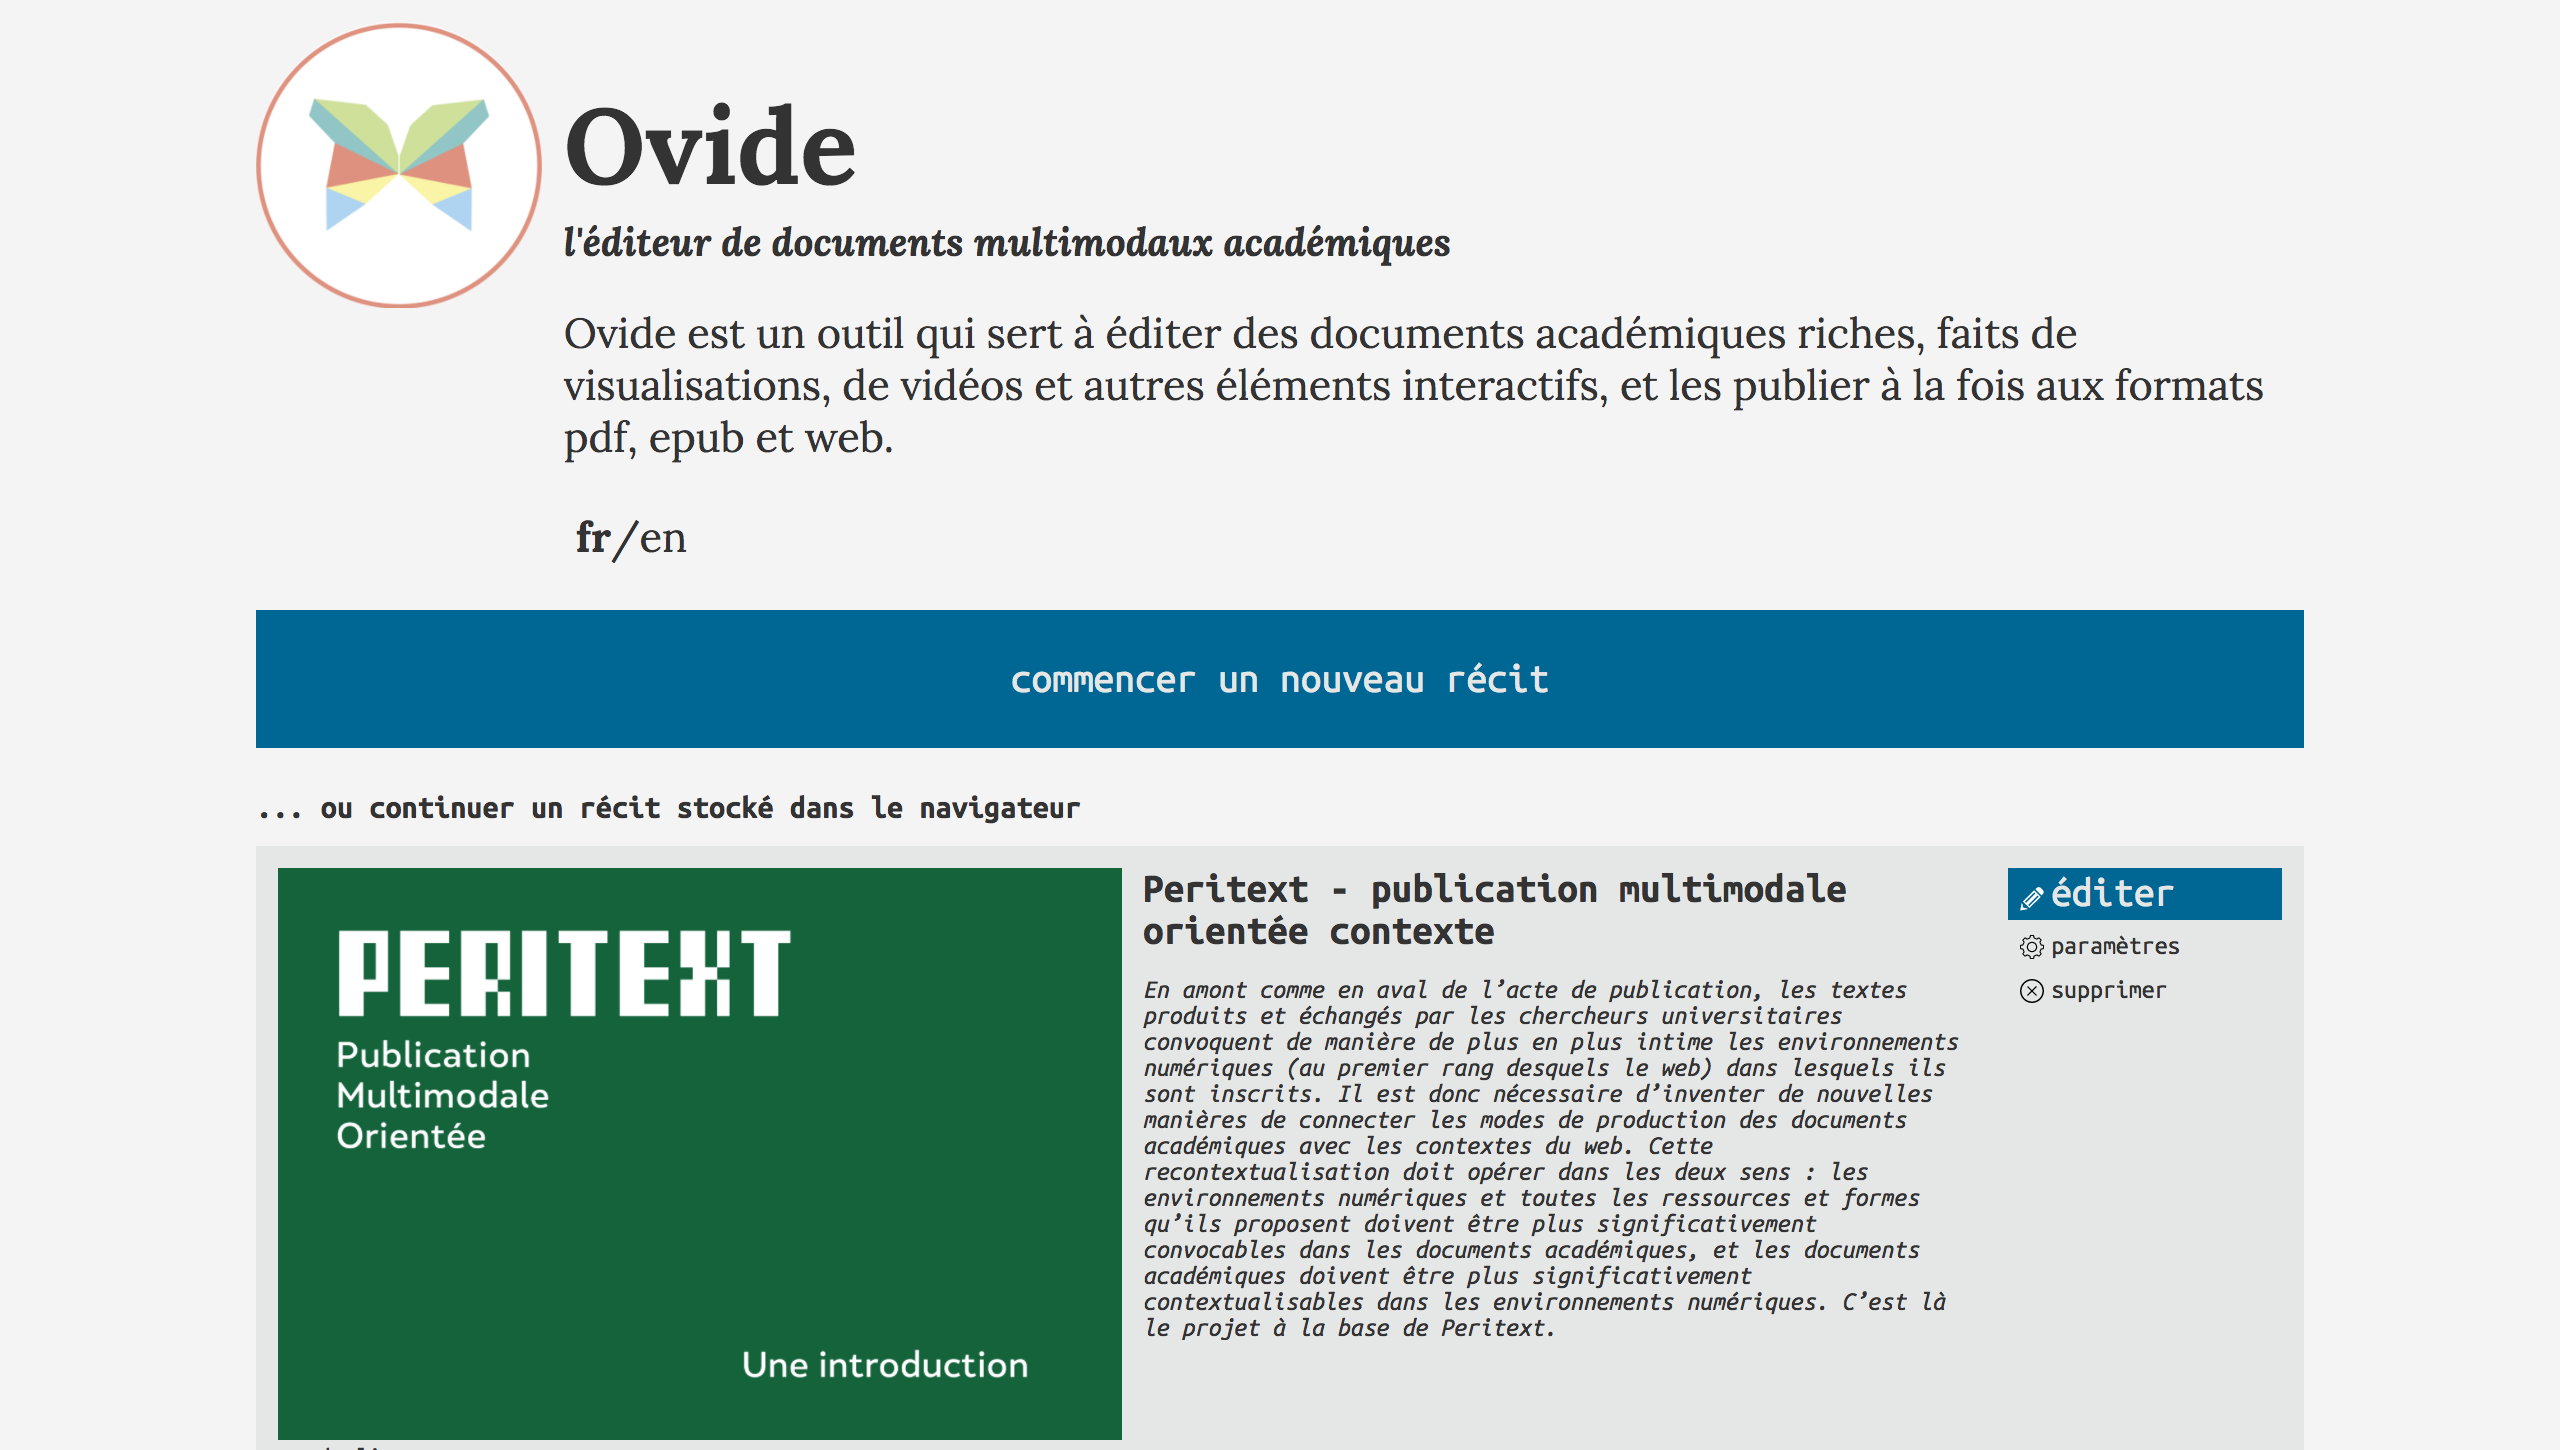 Ovide
l'éditeur de documents multimodaux académiques
Ovide est un outil qui sert à éditer des documents académiques riches, faits de
visualisations, de vidéos et autres éléments interactifs, et les publier à la fois aux formats
pdf, epub et web.
fr/en
commencer un nouveau récit
... ou continuer un récit stocké dans le navigateur
PERITEXT
Publication
Multimodale
Orientée
Une introduction
Peritext - publication multimodale
orientée contexte
En amont comme en aval de l’acte de publication, les textes
produits et échangés par les chercheurs universitaires
convoquent de manière de plus en plus intime les environnements
numériques (au premier rang desquels le web) dans lesquels ils
sont inscrits. Il est donc nécessaire d’inventer de nouvelles
manières de connecter les modes de production des documents
académiques avec les contextes du web. Cette
recontextualisation doit opérer dans les deux sens : les
environnements numériques et toutes les ressources et formes
qu’ils proposent doivent être plus significativement
convocables dans les documents académiques, et les documents
académiques doivent être plus significativement
contextualisables dans les environnements numériques. C’est là
le projet à la base de Peritext.
éditer
paramètres
supprimer